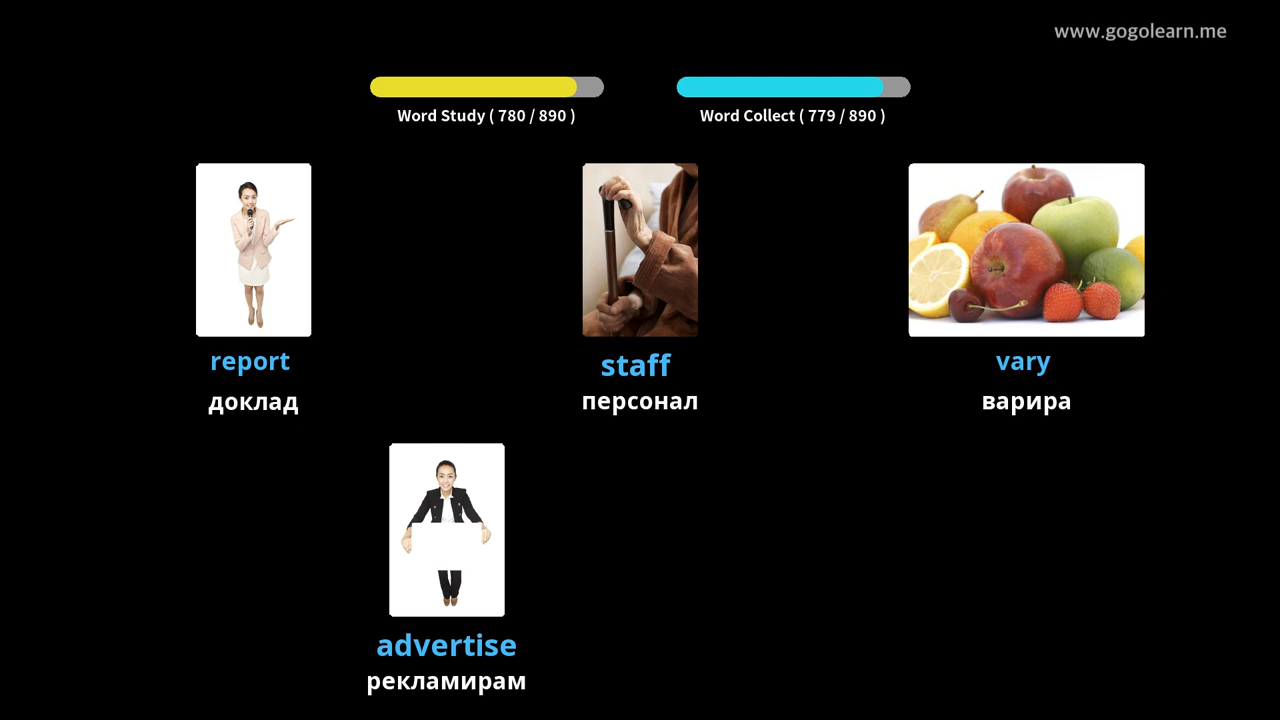 www.gogolearn.me
Word Study ( 780 / 890 )
Word Collect ( 779 / 890 )
report
staff
vary
доклад
персонал
варира
advertise
рекламирам